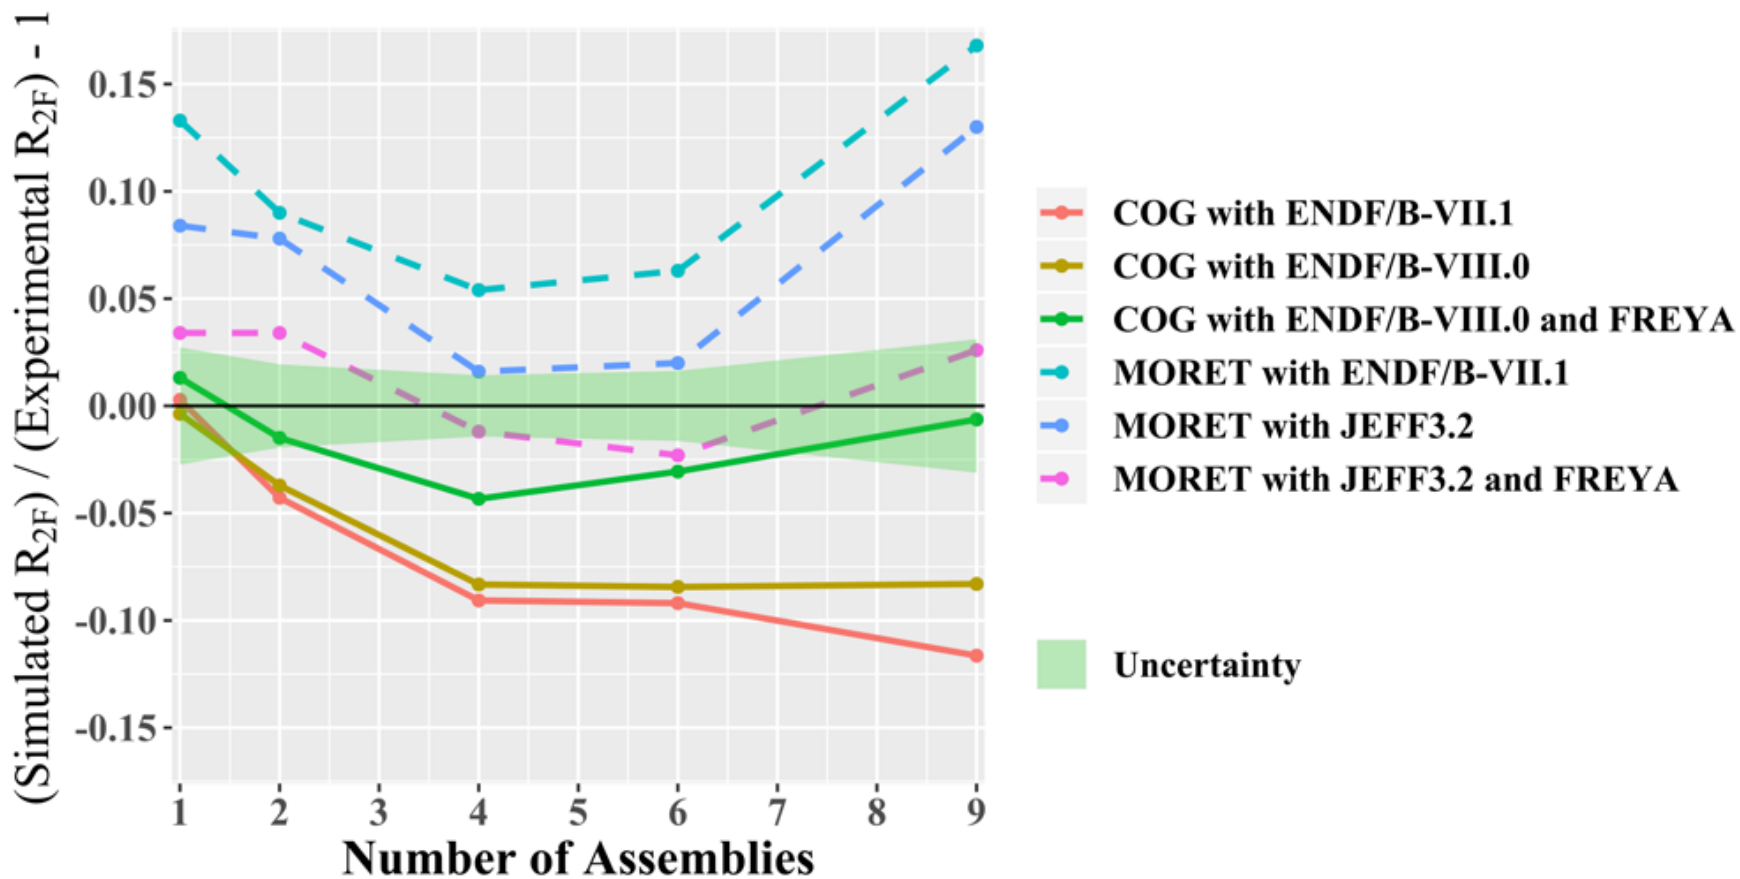 (Simulated R2F) / (Experimental R2F) - 1
0.15
0.10
0.05
0.00
-0.05
-0.10
-0.15
1 2 3 4 5 6 7 8 9
Number of Assemblies
COG with ENDF/B-VII.1
COG with ENDF/B-VIII.0
COG with ENDF/B-VIII.0 and FREYA
MORET with ENDF/B-VII.1
MORET with JEFF3.2
MORET with JEFF3.2 and FREYA
Uncertainty